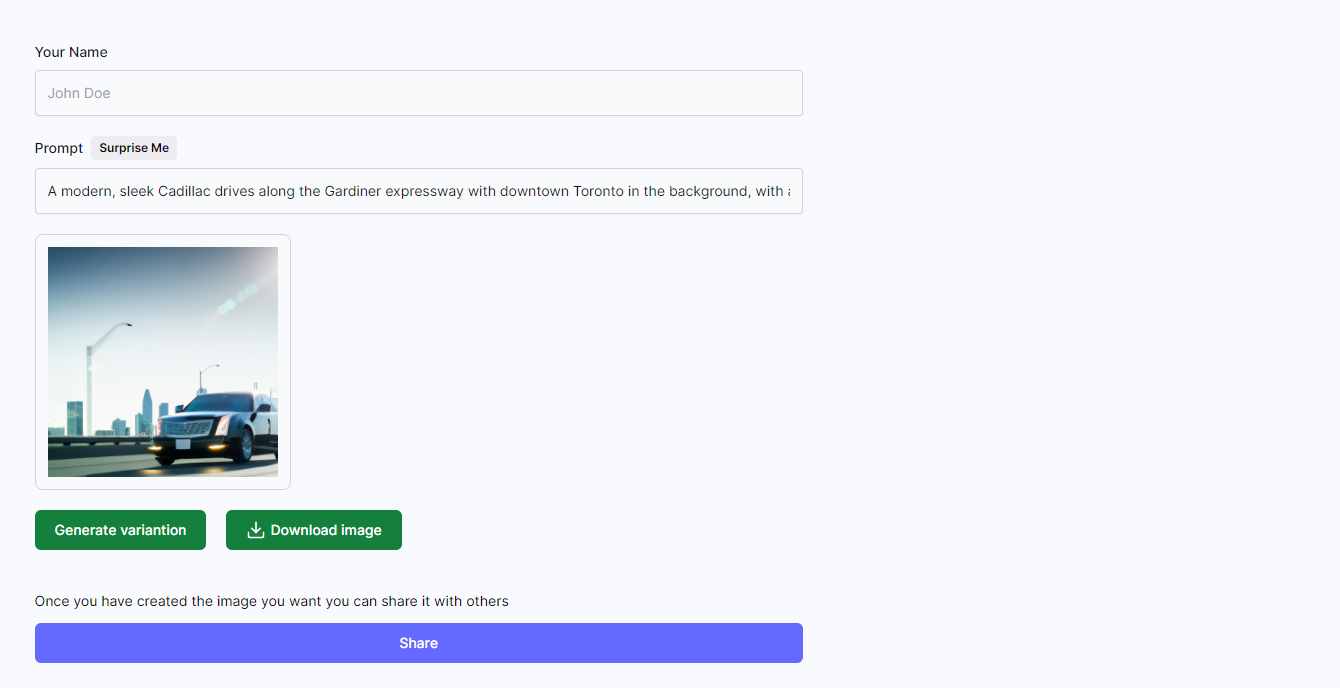 Your Name
John Doe
Prompt Surprise Me
A modern, sleek Cadillac drives along the Gardiner expressway with downtown Toronto in the background, with
Generate variantion Download image
Once you have created the image you want you can share it with others
Share